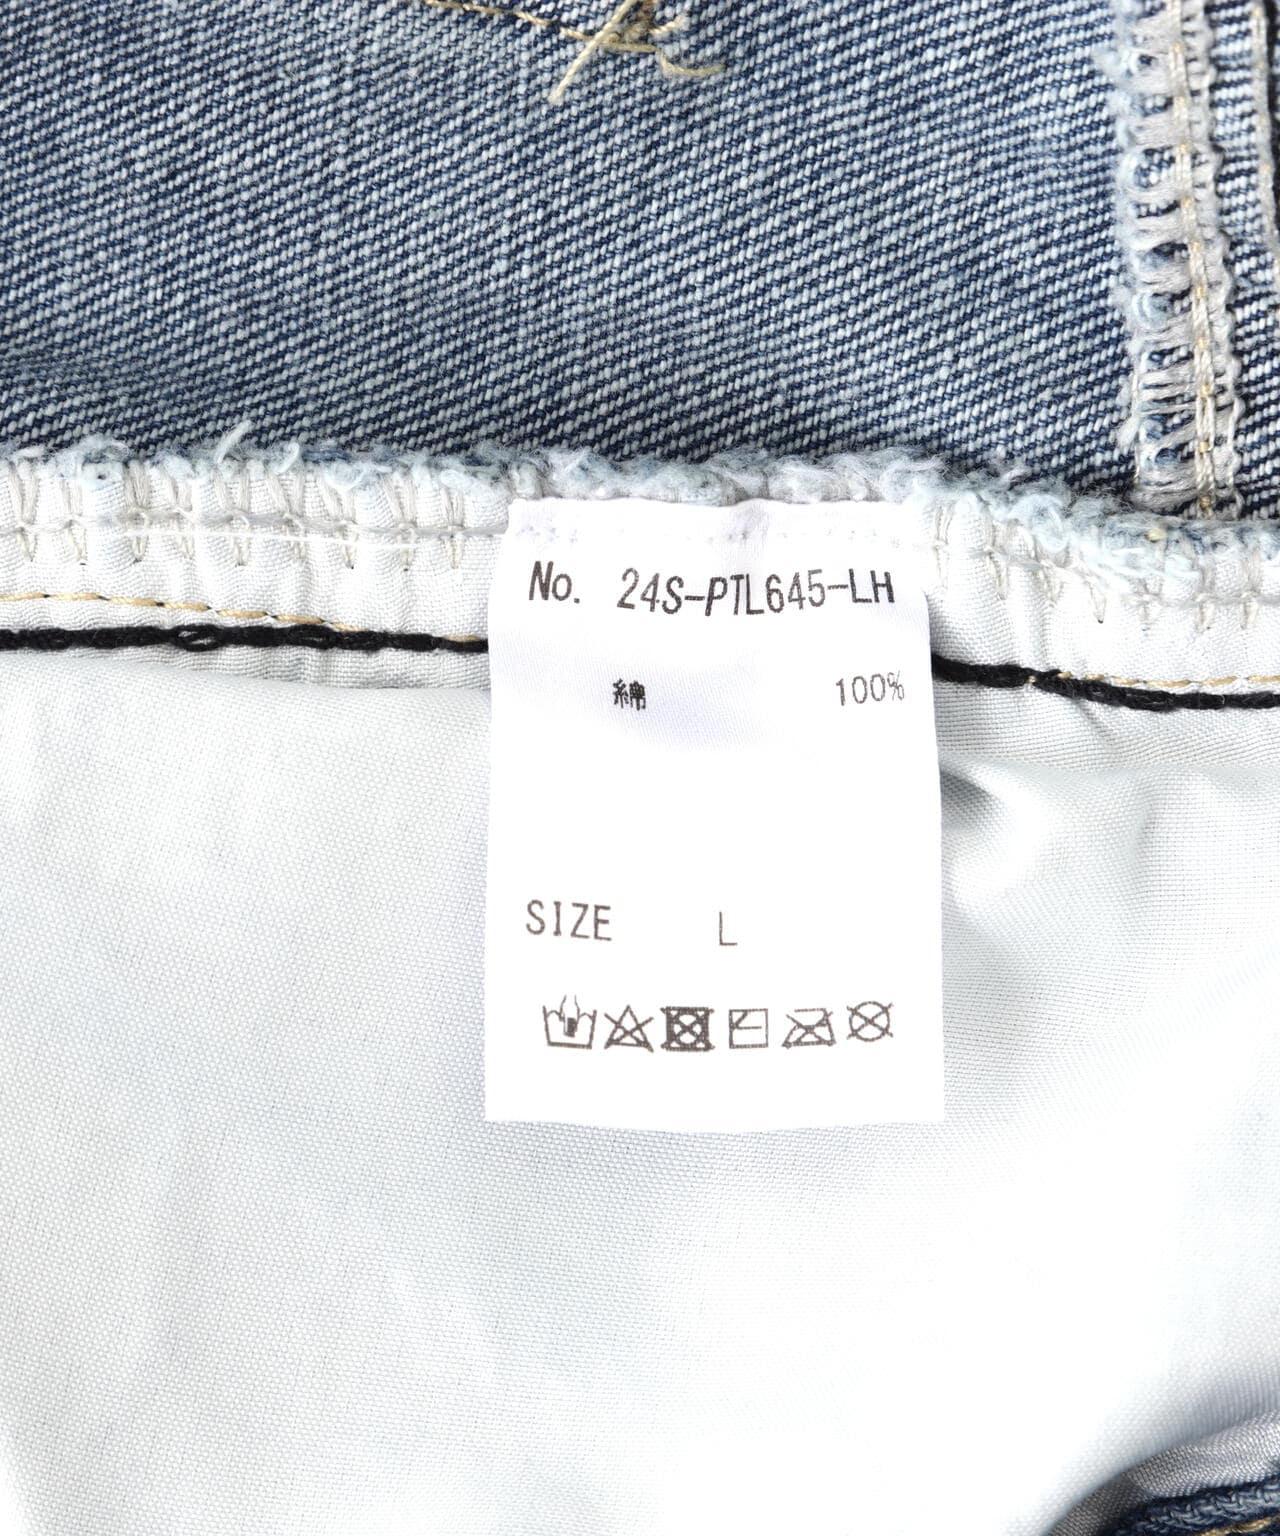 No. 24S-PTL645-LH
綿 100%
SIZE L